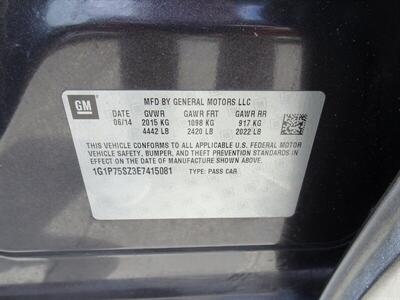 GM
MFD BY GENERAL MOTORS LLC
DATE GVWR GAWR FRT GAWR RR
06/14 2015 KG 1098 KG 917 KG
4442 LB 2420 LB 2022 LB
THIS VEHICLE CONFORMS TO ALL APPLICABLE U.S. FEDERAL MOTOR
VEHICLE SAFETY, BUMPER, AND THEFT PREVENTION STANDARDS
IN EFFECT ON THE DATE OF MANUFACTURE SHOWN ABOVE.
1G1P75SZ3E7415081 TYPE: PASS CAR